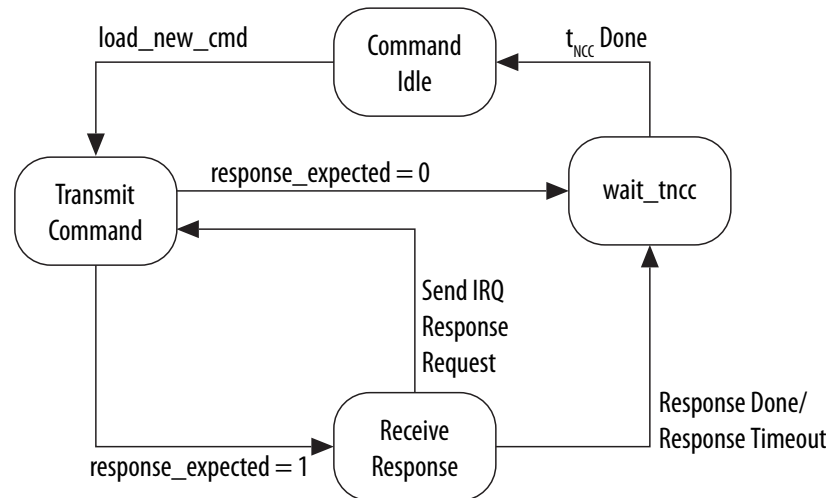 load_new_cmd
Command
Idle
tNCC Done
Transmit
Command
response_expected = 0
wait_tncc
Send IRQ
Response
Request
Receive
Response
response_expected = 1
Response Done/
Response Timeout